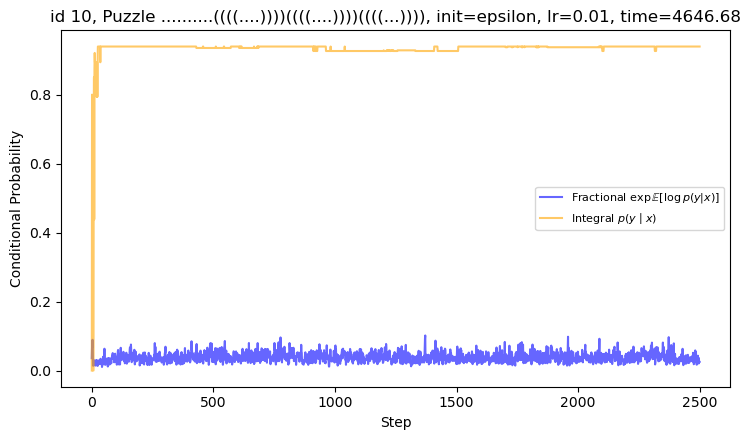 id 10, Puzzle ..........((((....))))((((....))))((((...)))), init=epsilon, lr=0.01, time=4646.68
Conditional Probability
0.8
0.6
0.4
0.2
0.0
Fractional exp𝔼[log p(y|x)]
Integral p(y | x)
0
500
1000
1500
2000
2500
Step